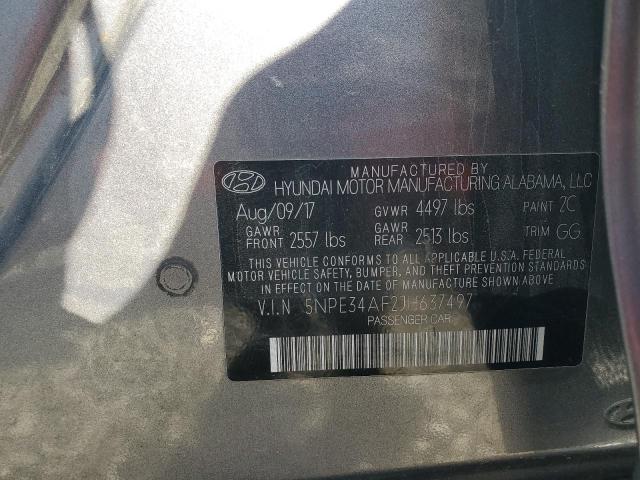 MANUFACTURED BY
HYUNDAI MOTOR MANUFACTURING ALABAMA, LLC
Aug/09/17 GVWR 4497 lbs PAINT 2C
GAWR FRONT 2557 lbs GAWR REAR 2513 lbs TRIM GG
THIS VEHICLE CONFORMS TO ALL APPLICABLE U.S.A. FEDERAL
MOTOR VEHICLE SAFETY, BUMPER, AND THEFT PREVENTION STANDARDS
IN EFFECT ON THE DATE OF MANUFACTURE SHOWN ABOVE
V.I.N 5NPE34AF2JH637497
PASSENGER CAR